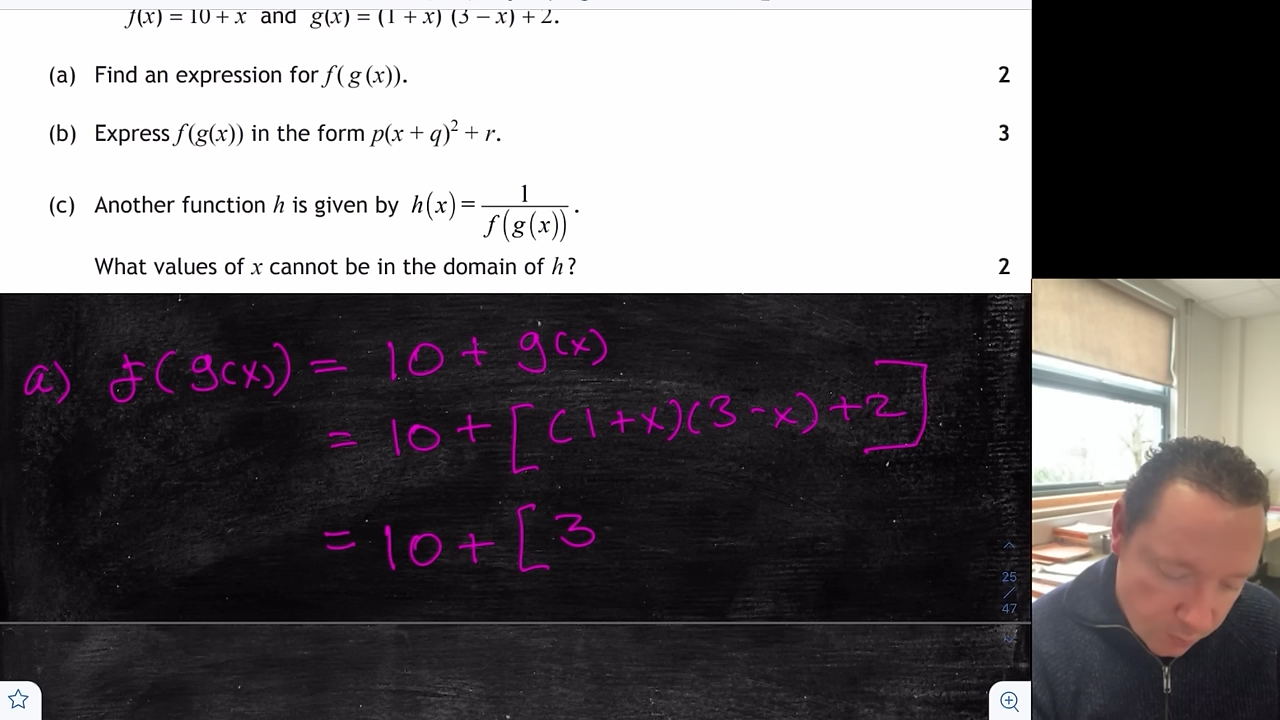 f(x) = 10 + x and g(x) = (1 + x) (3 − x) + 2.
(a) Find an expression for f(g(x)). 2
(b) Express f(g(x)) in the form p(x + q)² + r. 3
(c) Another function h is given by h(x) = 1/f(g(x)).
What values of x cannot be in the domain of h? 2
a) f(g(x)) = 10 + g(x)
= 10 + [(1+x)(3-x)+2]
= 10 + [3
25
/
47